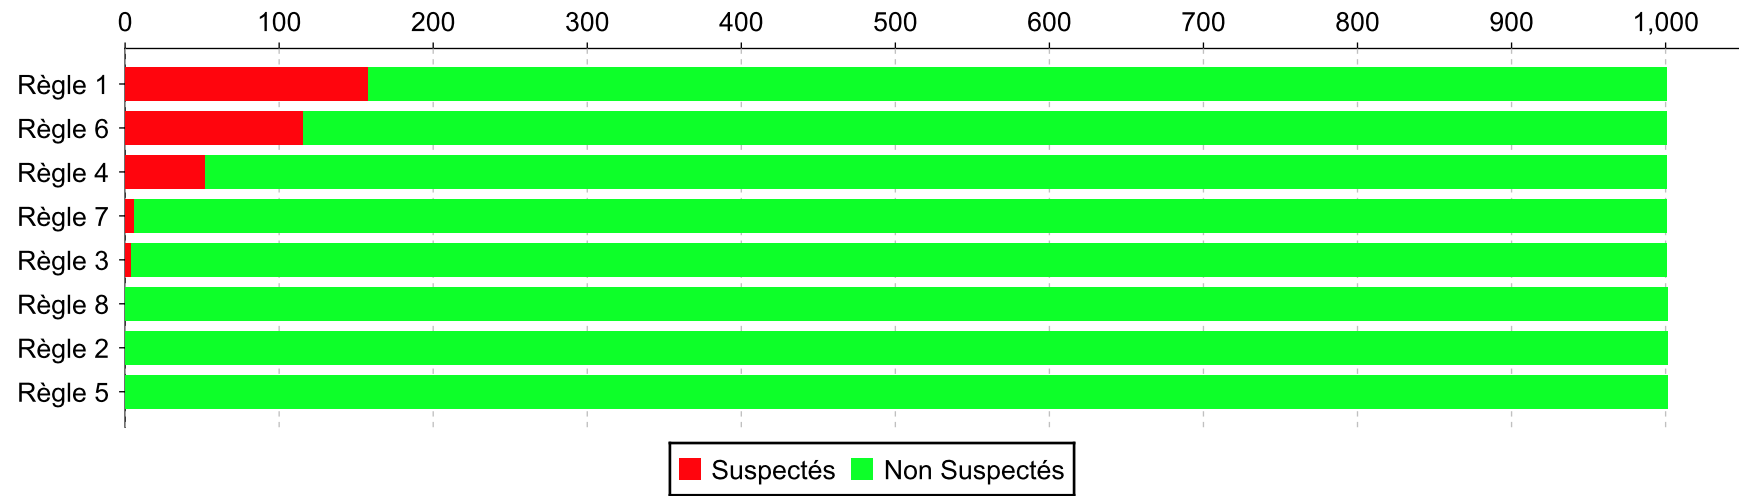 0 100 200 300 400 500 600 700 800 900 1,000
Règle 1
Règle 6
Règle 4
Règle 7
Règle 3
Règle 8
Règle 2
Règle 5
Suspectés Non Suspectés